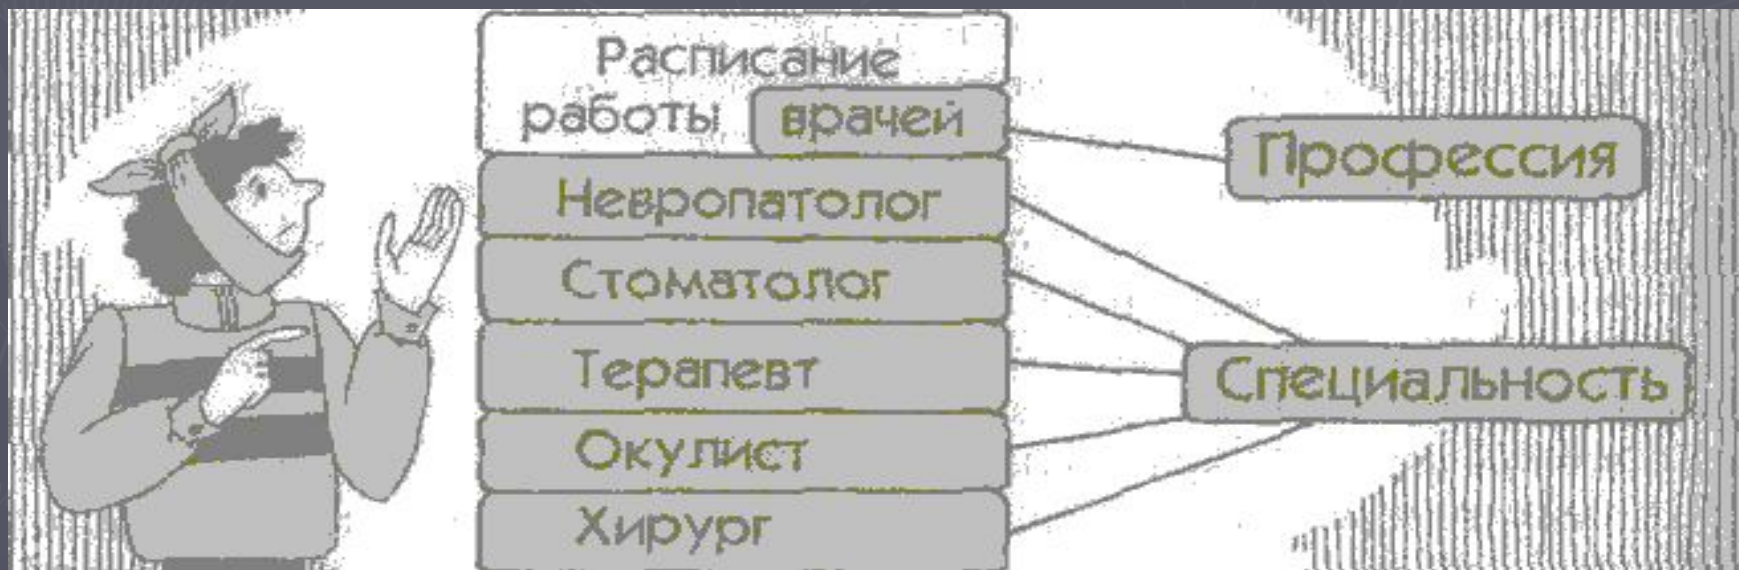 Расписание
работы врачей
Невропатолог
Стоматолог
Терапевт
Окулист
Хирург
Профессия
Специальность